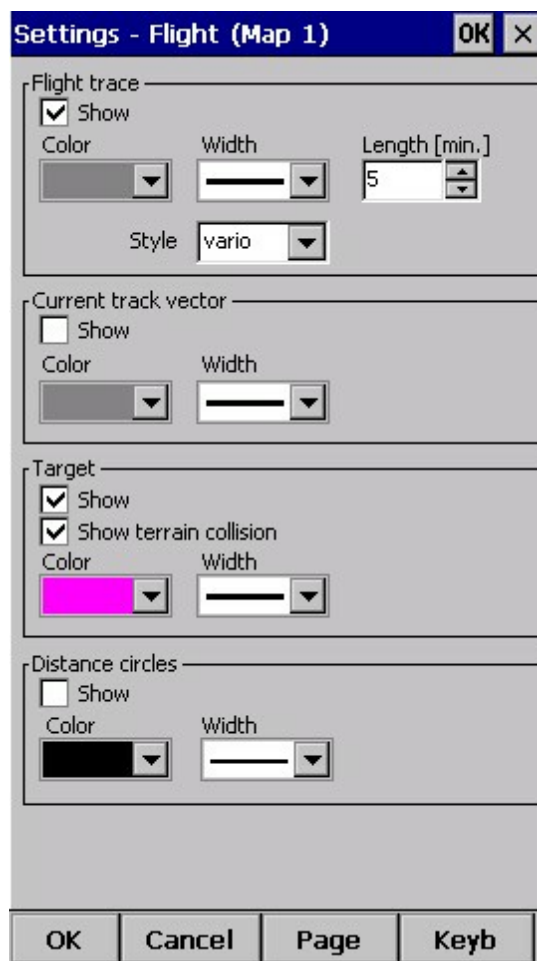 Settings - Flight (Map 1) OK ×
Flight trace
Show
Color Width Length [min.]
5
Style vario
Current track vector
Show
Color Width
Target
Show
Show terrain collision
Color Width
Distance circles
Show
Color Width
OK Cancel Page Keyb